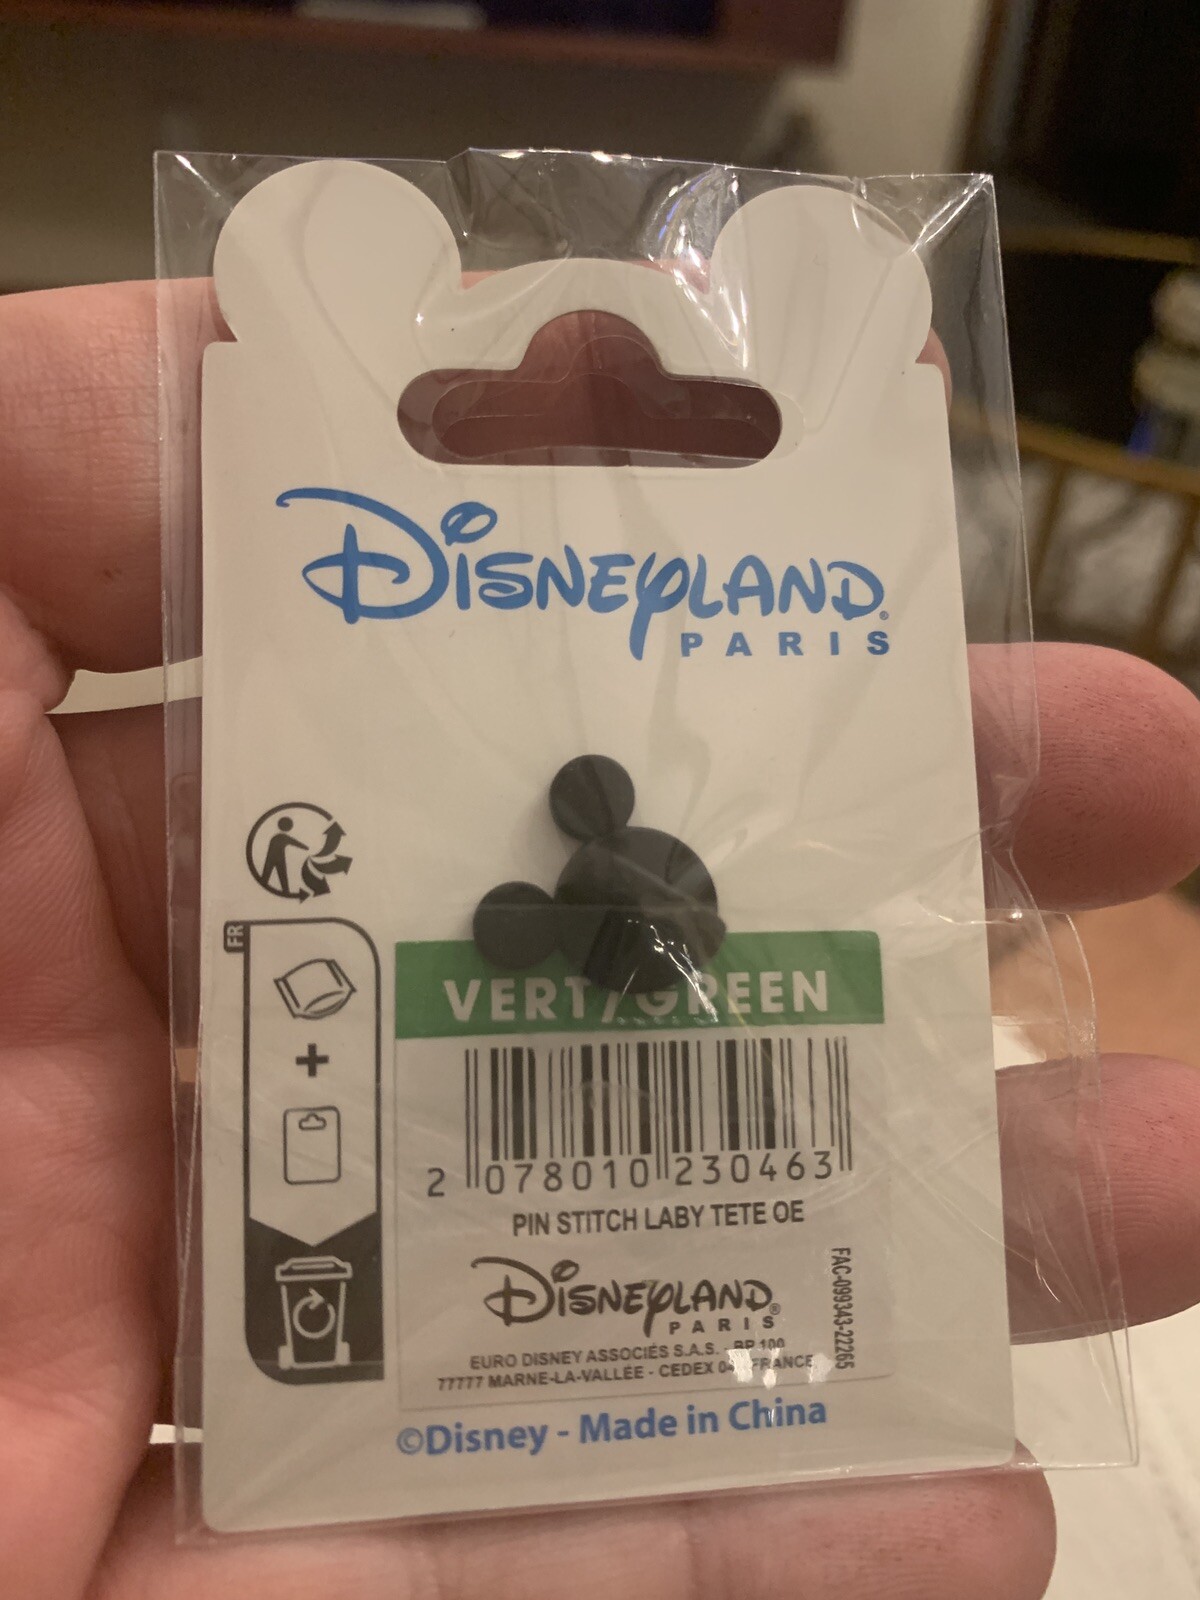 Disneyland®
PARIS
FR
VERT/GREEN
2 078010 230463
PIN STITCH LABY TETE OE
Disneyland®
PARIS
FAC-099343-22265
EURO DISNEY ASSOCIÉS S.A.S. - BP 100
77777 MARNE-LA-VALLÉE - CEDEX FRANCE
©Disney - Made in China